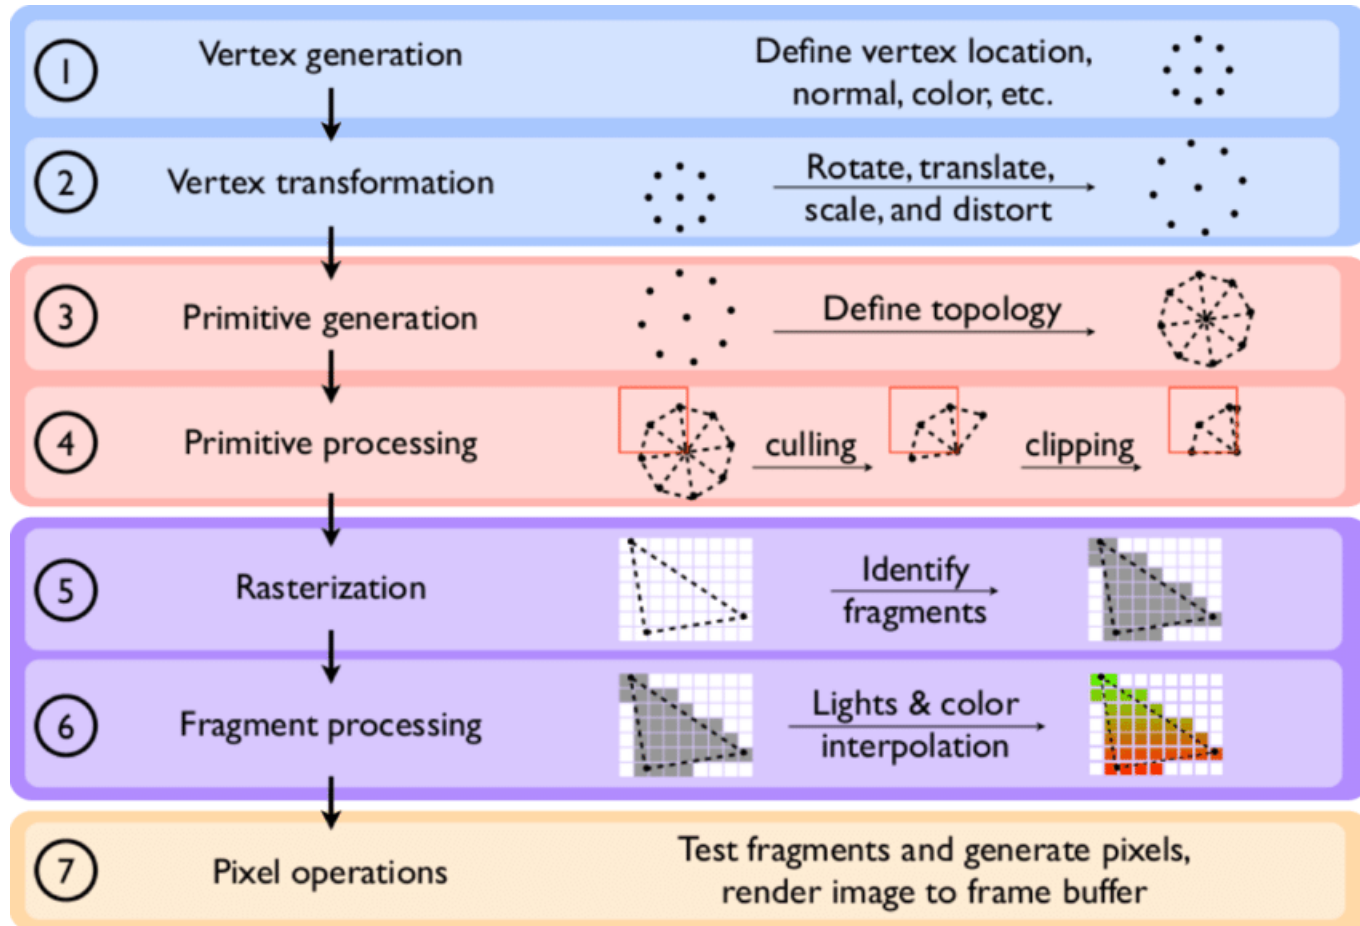 1
Vertex generation
Define vertex location,
normal, color, etc.
2
Vertex transformation
Rotate, translate,
scale, and distort
3
Primitive generation
Define topology
4
Primitive processing
culling
clipping
5
Rasterization
Identify
fragments
6
Fragment processing
Lights & color
interpolation
7
Pixel operations
Test fragments and generate pixels,
render image to frame buffer